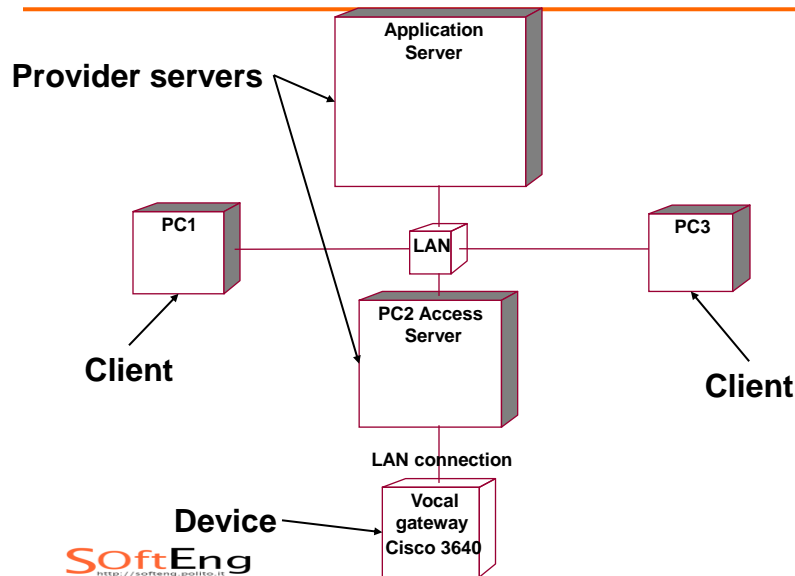 Application
Server
Provider servers
PC1
LAN
PC3
PC2 Access
Server
Client
Client
LAN connection
Vocal
gateway
Cisco 3640
Device
SOftEng
http://softeng.polito.it